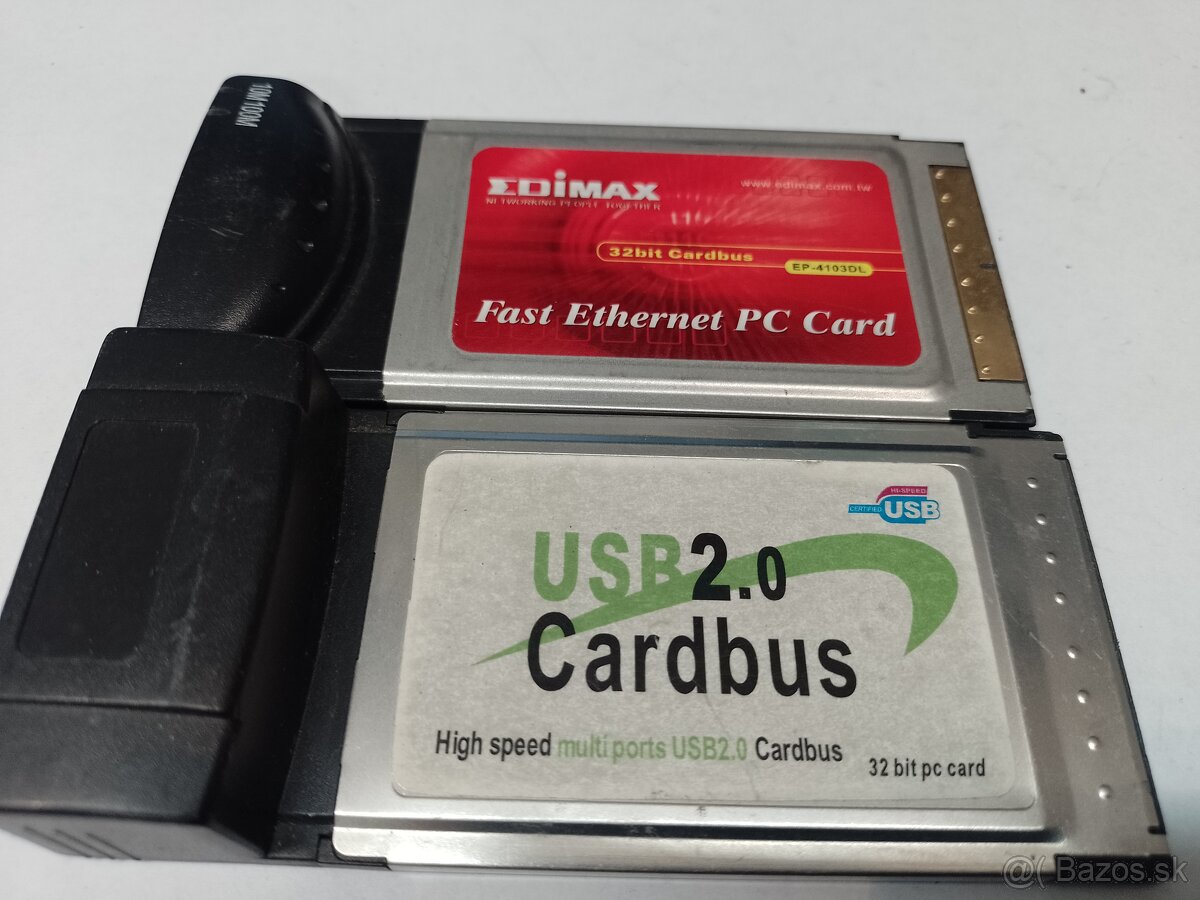 10M 100M
EDiMAX
NETWORKING PEOPLE TOGETHER
www.edimax.com.tw
32bit Cardbus
EP-4103DL
Fast Ethernet PC Card
HI-SPEED
CERTIFIED USB
USB2.0
Cardbus
High speed multi ports USB2.0 Cardbus
32 bit pc card
@( Bazos.sk